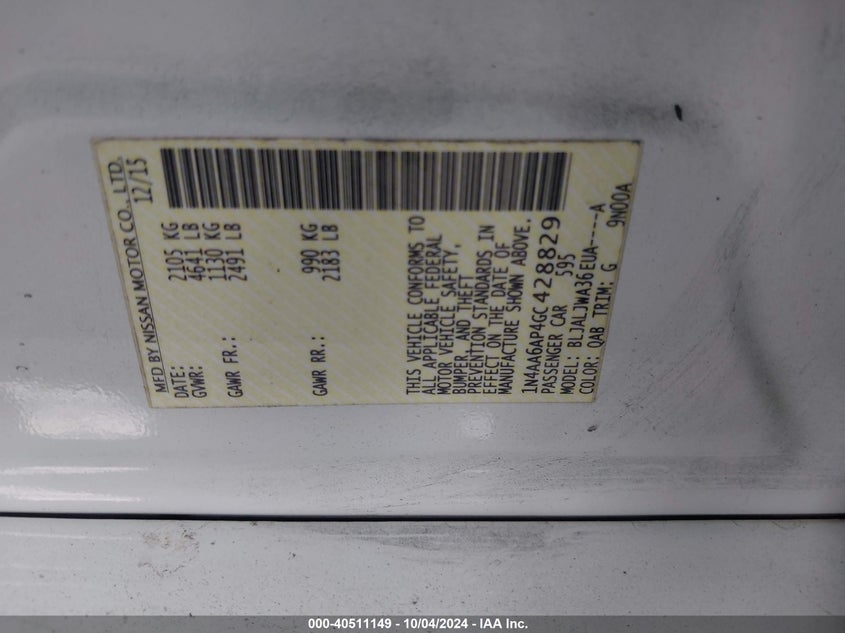 MFD BY NISSAN MOTOR CO., LTD.
DATE: 12/15
GVWR: 2105 KG
4641 LB
GAWR FR.: 1130 KG
2491 LB
GAWR RR.: 990 KG
2183 LB
THIS VEHICLE CONFORMS TO
ALL APPLICABLE FEDERAL
MOTOR VEHICLE SAFETY,
BUMPER, AND THEFT
PREVENTION STANDARDS IN
EFFECT ON THE DATE OF
MANUFACTURE SHOWN ABOVE.
1N4AA6AP4GC428829
PASSENGER CAR 595
MODEL: BLJALJWA36EUA-----A
COLOR: QAB TRIM: G 9N00A
000-40511149 - 10/04/2024 - IAA Inc.